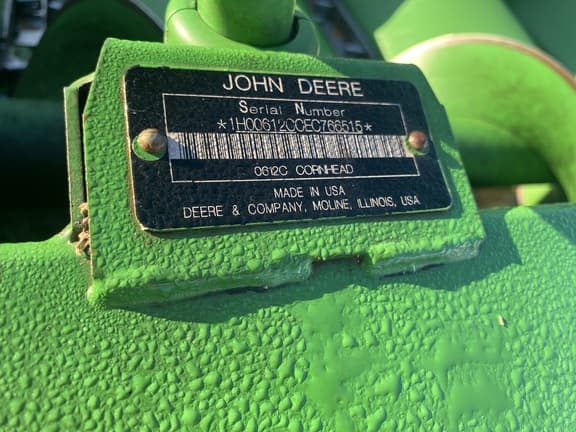 JOHN DEERE
Serial Number
*1H00612CCEC766515*
0612C CORNHEAD
MADE IN USA
DEERE & COMPANY, MOLINE, ILLINOIS, USA